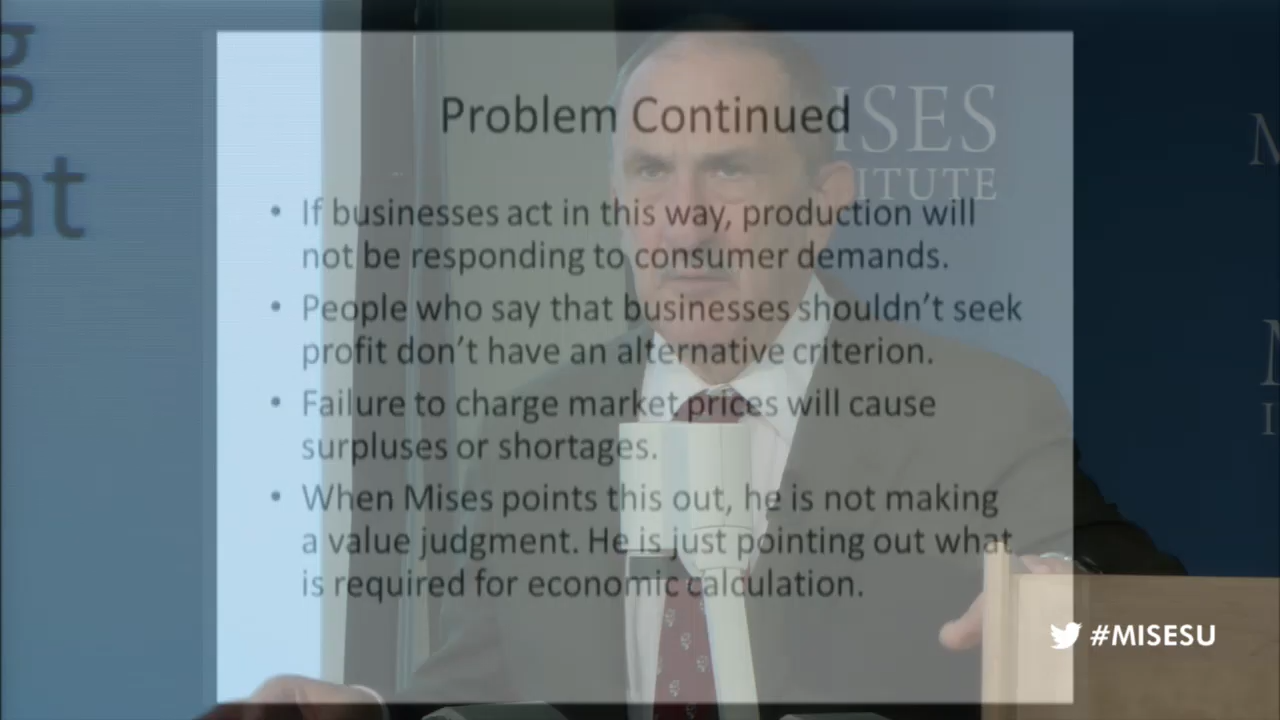 g
at
Problem Continued
ISES
ITUTE
• If businesses act in this way, production will
not be responding to consumer demands.
• People who say that businesses shouldn't seek
profit don't have an alternative criterion.
• Failure to charge market prices will cause
surpluses or shortages.
• When Mises points this out, he is not making
a value judgment. He is just pointing out what
is required for economic calculation.
M
#MISESU